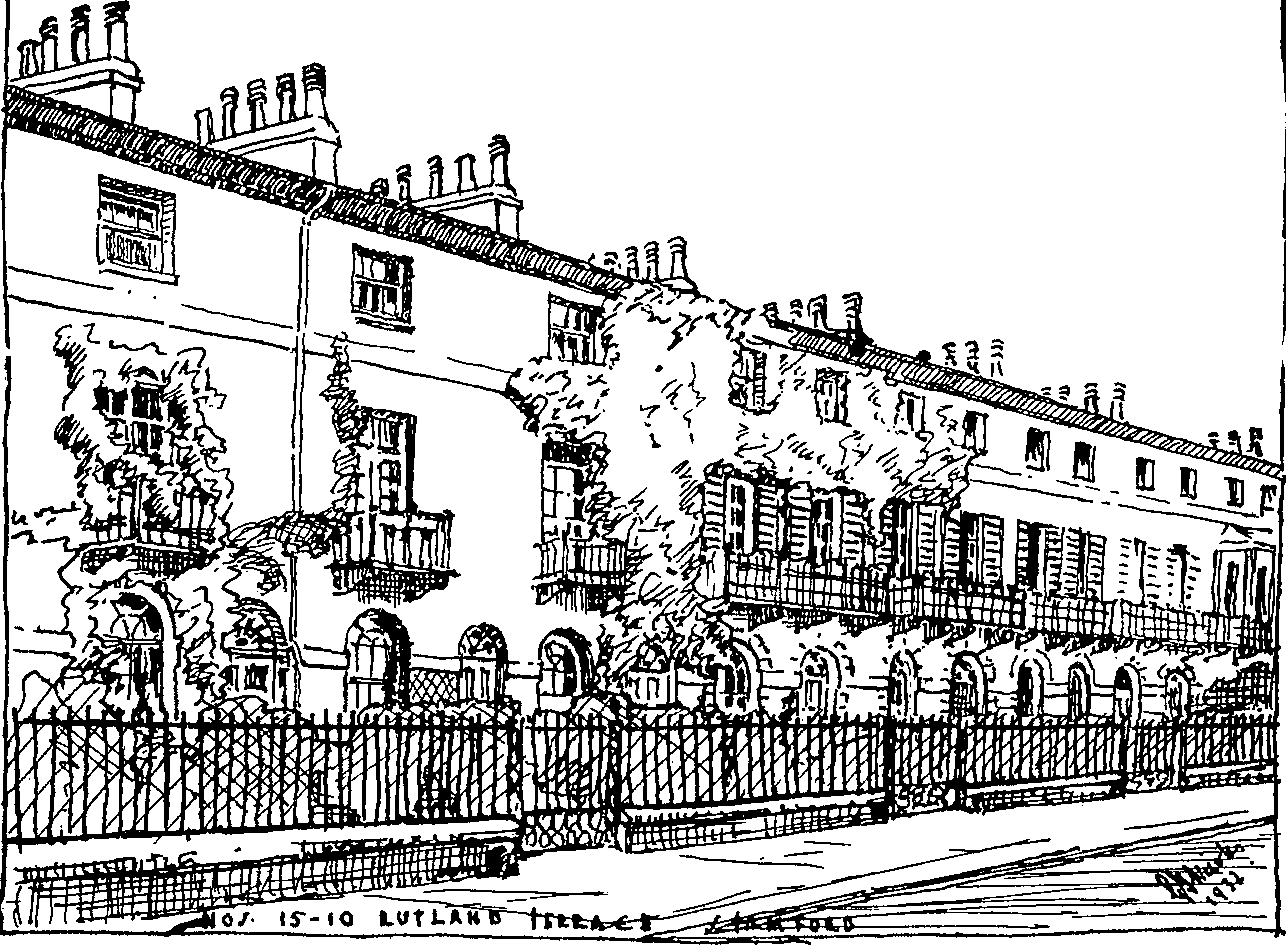 NOS. 15-10 RUTLAND TERRACE STAMFORD
1932